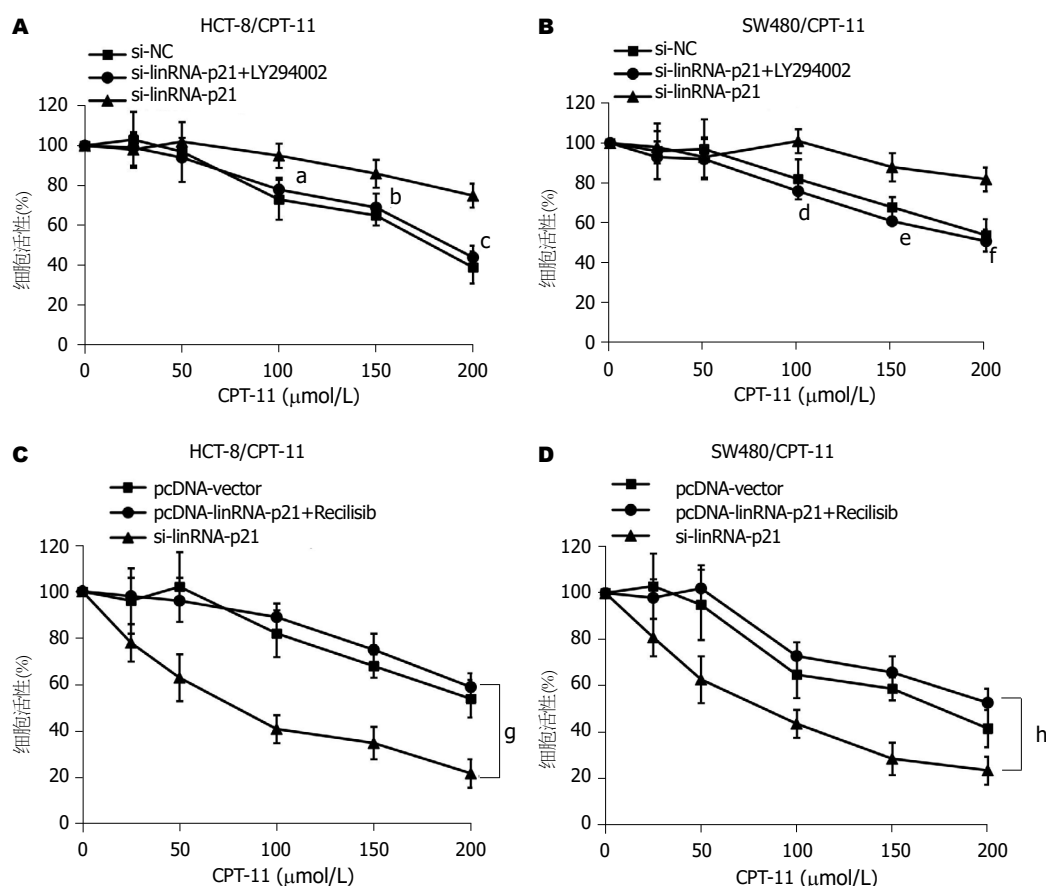 A
HCT-8/CPT-11
si-NC
si-linRNA-p21+LY294002
si-linRNA-p21
120
100
80
60
40
20
0
细胞活性(%)
a
b
c
0 50 100 150 200
CPT-11 (μmol/L)
B
SW480/CPT-11
si-NC
si-linRNA-p21+LY294002
si-linRNA-p21
120
100
80
60
40
20
0
细胞活性(%)
d
e
f
0 50 100 150 200
CPT-11 (μmol/L)
C
HCT-8/CPT-11
pcDNA-vector
pcDNA-linRNA-p21+Recilisib
si-linRNA-p21
120
100
80
60
40
20
0
细胞活性(%)
g
0 50 100 150 200
CPT-11 (μmol/L)
D
SW480/CPT-11
pcDNA-vector
pcDNA-linRNA-p21+Recilisib
si-linRNA-p21
120
100
80
60
40
20
0
细胞活性(%)
h
0 50 100 150 200
CPT-11 (μmol/L)